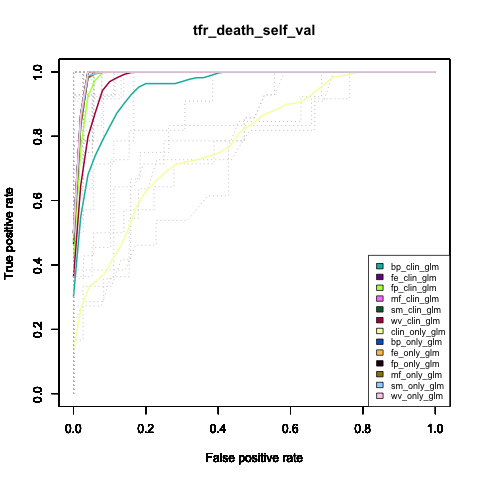 tfr_death_self_val
True positive rate
1.0
0.8
0.6
0.4
0.2
0.0
bp_clin_glm
fe_clin_glm
fp_clin_glm
mf_clin_glm
sm_clin_glm
wv_clin_glm
clin_only_glm
bp_only_glm
fe_only_glm
fp_only_glm
mf_only_glm
sm_only_glm
wv_only_glm
0.0 0.2 0.4 0.6 0.8 1.0
False positive rate